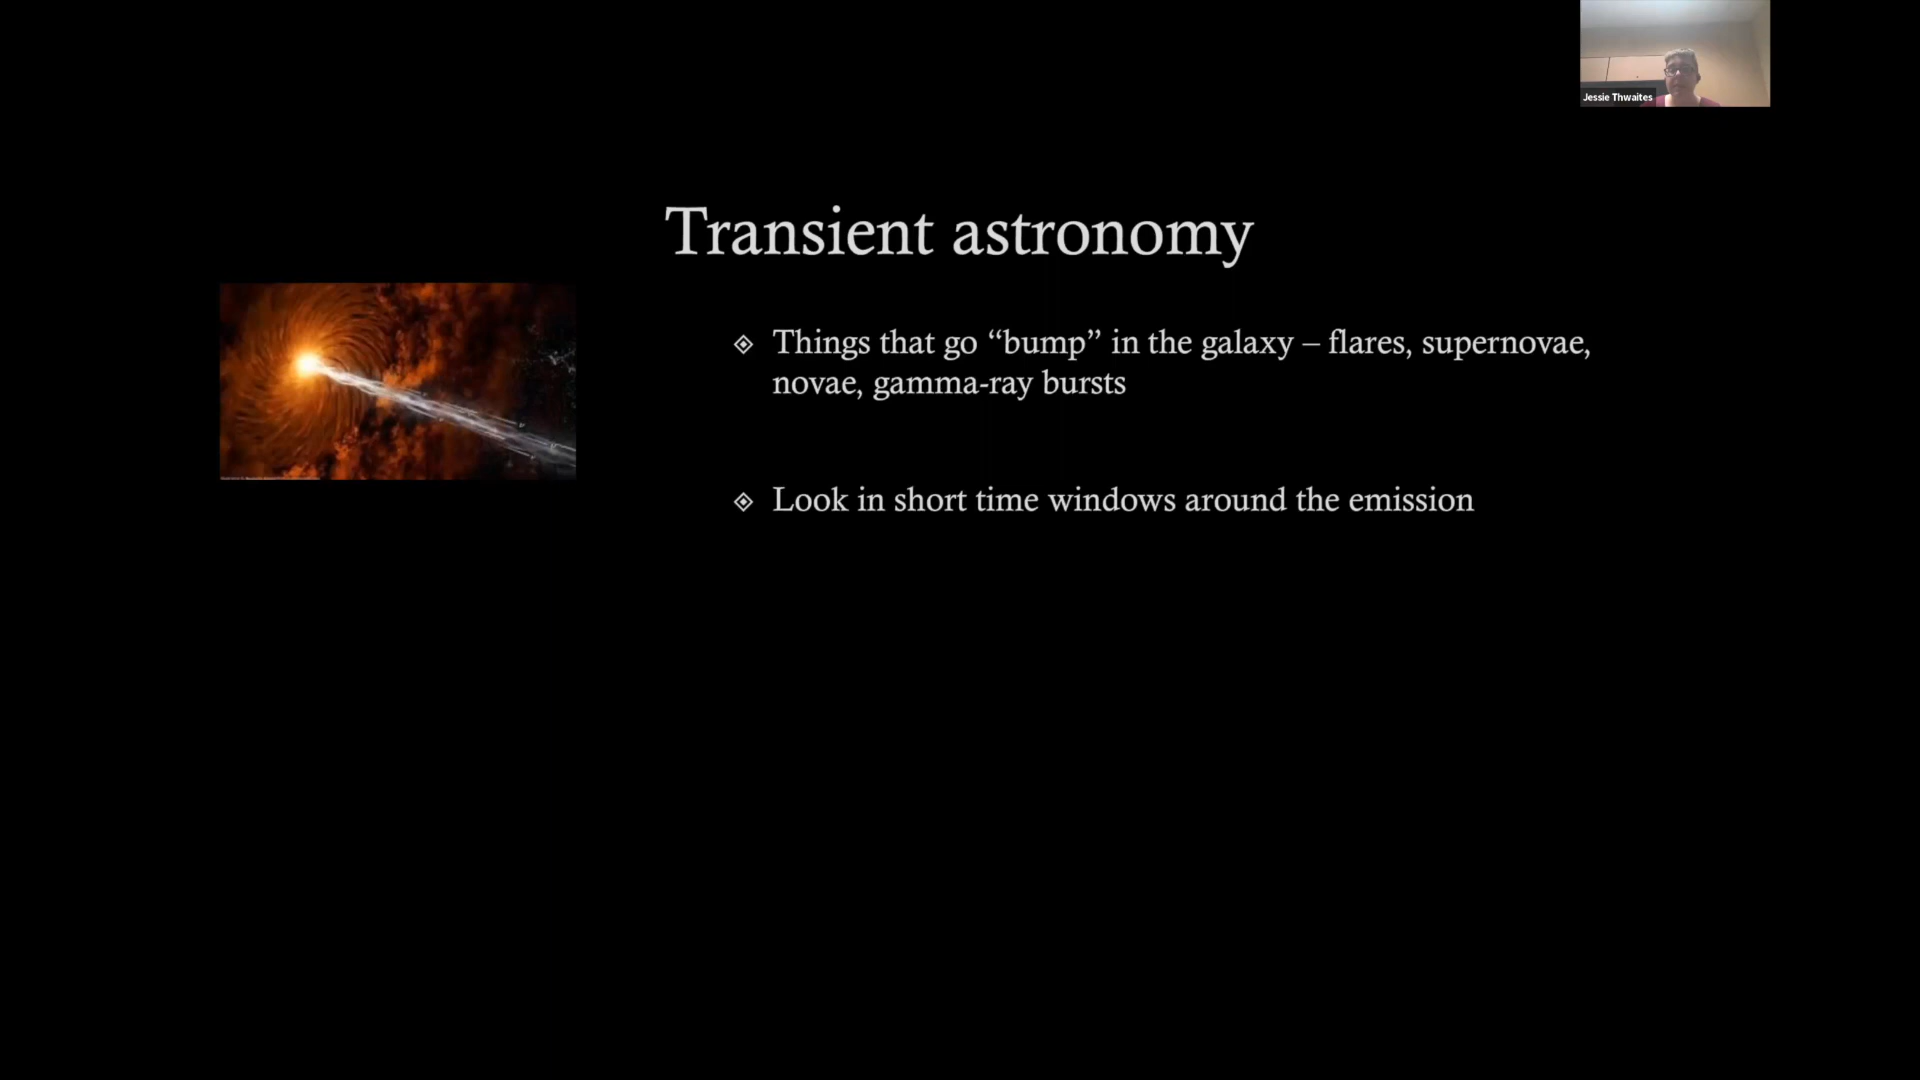 Jessie Thwaites
Transient astronomy
Things that go “bump” in the galaxy – flares, supernovae,
novae, gamma-ray bursts
Look in short time windows around the emission